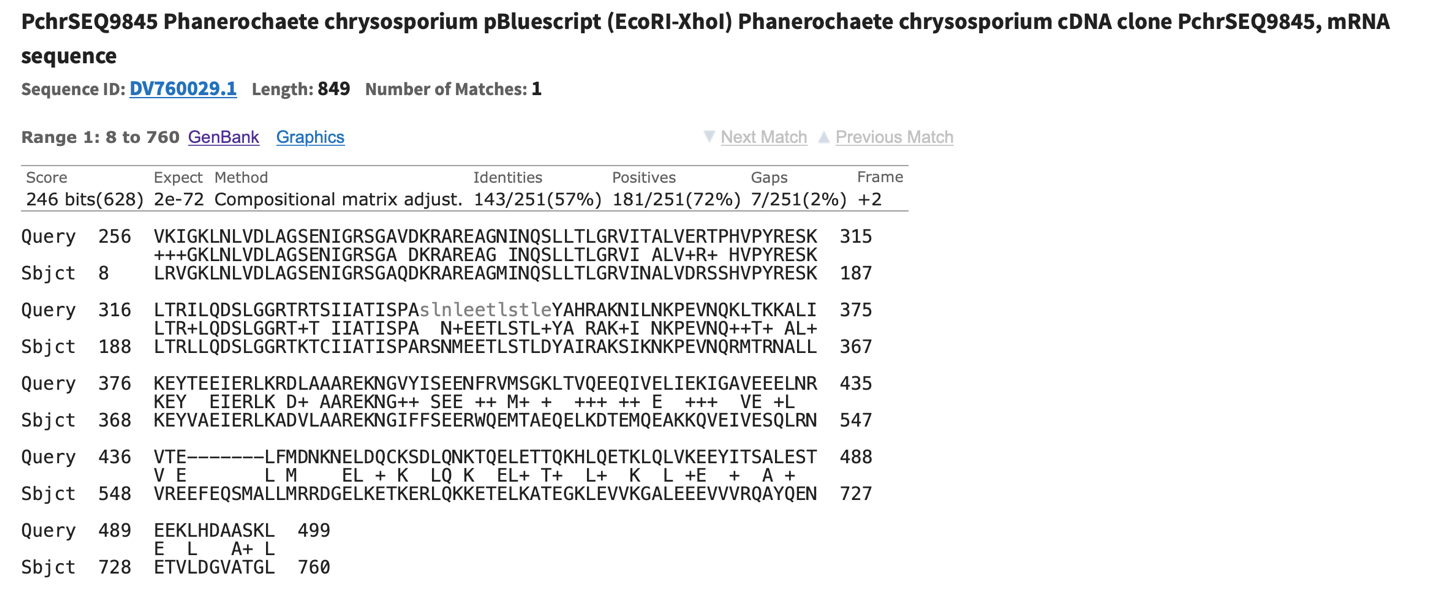 PchrSEQ9845 Phanerochaete chrysosporium pBluescript (EcoRI-XhoI) Phanerochaete chrysosporium cDNA clone PchrSEQ9845, mRNA
sequence
Sequence ID: DV760029.1 Length: 849 Number of Matches: 1
Range 1: 8 to 760 GenBank Graphics ▼ Next Match ▲ Previous Match
Score Expect Method Identities Positives Gaps Frame
246 bits(628) 2e-72 Compositional matrix adjust. 143/251(57%) 181/251(72%) 7/251(2%) +2
Query  256  VKIGKLNLVDLAGSENIGRSGAVDKRAREAGNINQSLLTLGRVITALVERTPHVPYRESK  315
            +++GKLNLVDLAGSENIGRSGA DKRAREAG INQSLLTLGRVI ALV+R+ HVPYRESK
Sbjct  8    LRVGKLNLVDLAGSENIGRSGAQDKRAREAGMINQSLLTLGRVINALVDRSSHVPYRESK  187
Query  316  LTRILQDSLGGRTRTSIIATISPAslnleetlstleYAHRAKNILNKPEVNQKLTKKALI  375
            LTR+LQDSLGGRT+T IIATISPA  N+EETLSTL+YA RAK+I NKPEVNQ++T+ AL+
Sbjct  188  LTRLLQDSLGGRTKTCIIATISPARSNMEETLSTLDYAIRAKSIKNKPEVNQRMTRNALL  367
Query  376  KEYTEEIERLKRDLAAAREKNGVYISEENFRVMSGKLTVQEEQIVELIEKIGAVEEELNR  435
            KEY  EIERLK D+ AAREKNG++ SEE ++ M+ +  +++ ++ E  +++  VE +L
Sbjct  368  KEYVAEIERLKADVLAAREKNGIFFSEERWQEMTAEQELKDTEMQEAKKQVEIVESQLRN  547
Query  436  VTE-------LFMDNKNELDQCKSDLQNKTQELETTQKHLQETKLQLVKEEYITSALEST  488
            V E       L M    EL + K  LQ K  EL+ T+  L+  K  L +E  +  A +
Sbjct  548  VREEFEQSMALLMRRDGELKETKERLQKKETELKATEGKLEVVKGALEEEVVVRQAYQEN  727
Query  489  EEKLHDAASKL  499
            E  L   A+ L
Sbjct  728  ETVLDGVATGL  760